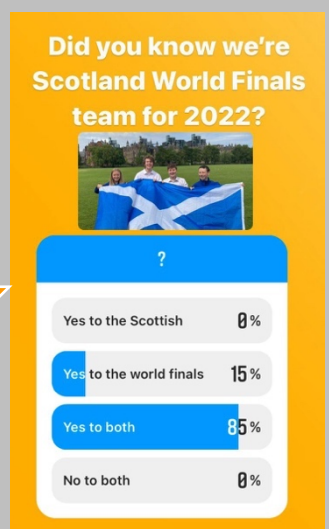 Did you know we're
Scotland World Finals
team for 2022?
?
Yes to the Scottish 0%
Yes to the world finals 15%
Yes to both 85%
No to both 0%